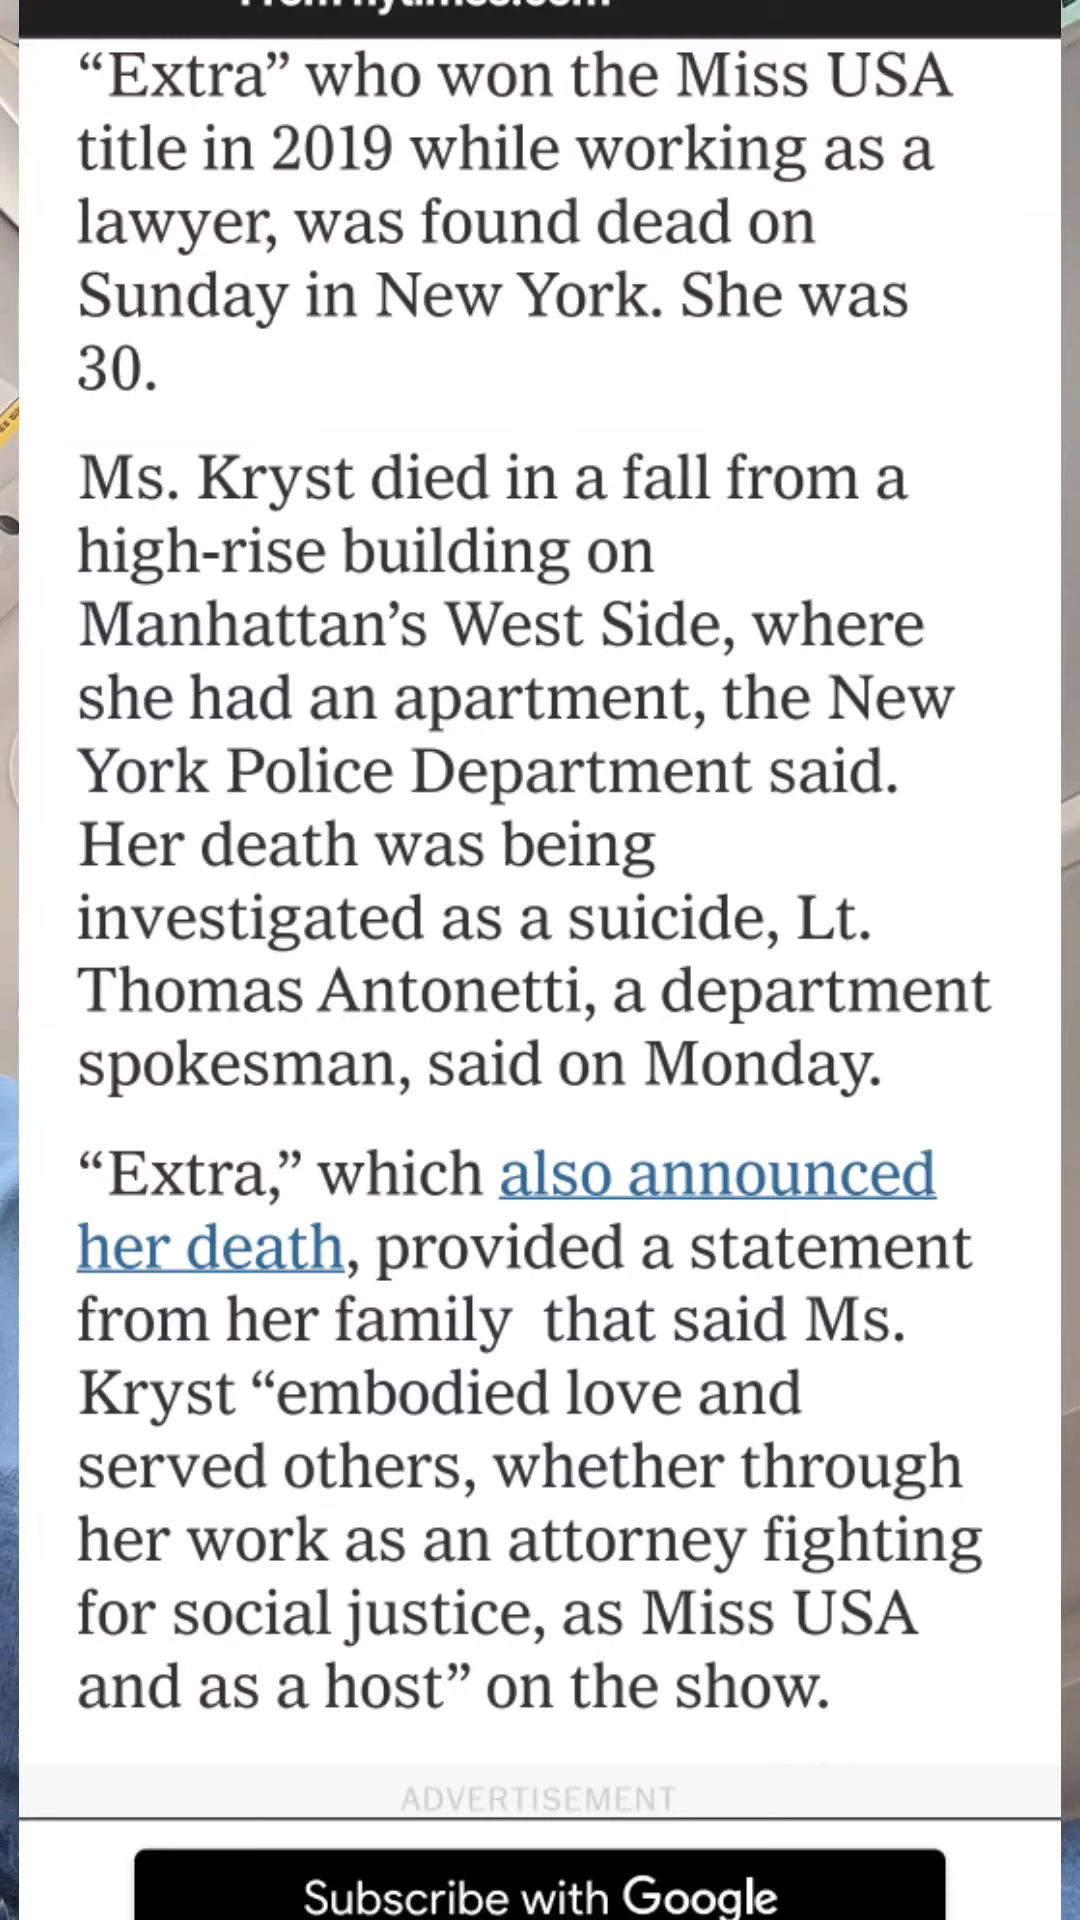 From nytimes.com
“Extra” who won the Miss USA
title in 2019 while working as a
lawyer, was found dead on
Sunday in New York. She was
30.
Ms. Kryst died in a fall from a
high-rise building on
Manhattan’s West Side, where
she had an apartment, the New
York Police Department said.
Her death was being
investigated as a suicide, Lt.
Thomas Antonetti, a department
spokesman, said on Monday.
“Extra,” which also announced
her death, provided a statement
from her family that said Ms.
Kryst “embodied love and
served others, whether through
her work as an attorney fighting
for social justice, as Miss USA
and as a host” on the show.
ADVERTISEMENT
Subscribe with Google